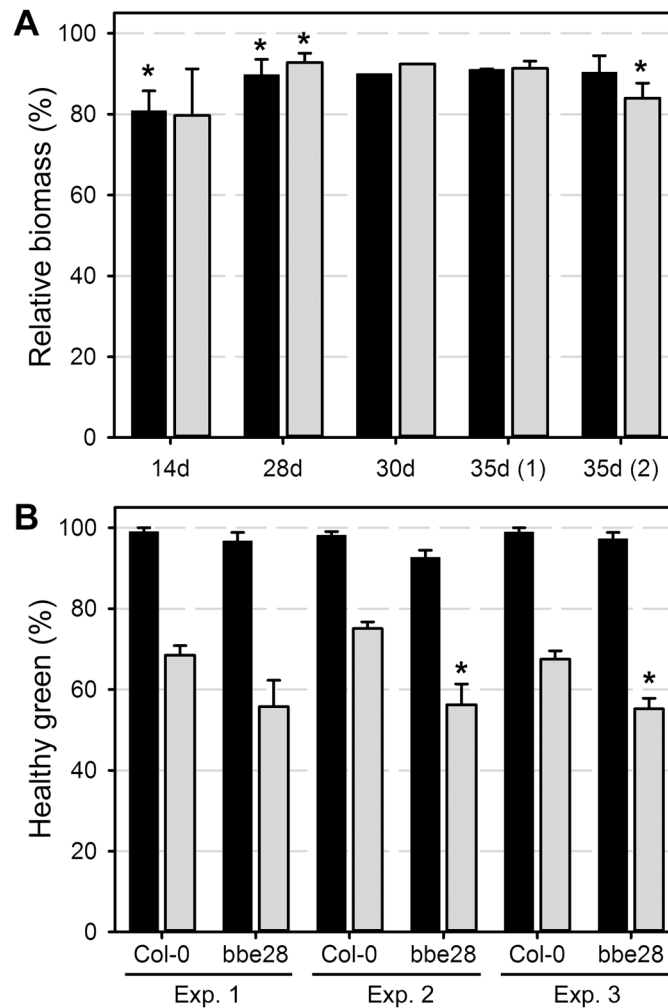 A
Relative biomass (%)
100
80
60
40
20
0
*
*
*
*
14d 28d 30d 35d (1) 35d (2)
B
Healthy green (%)
100
80
60
40
20
0
*
*
Col-0 bbe28 Col-0 bbe28 Col-0 bbe28
Exp. 1 Exp. 2 Exp. 3